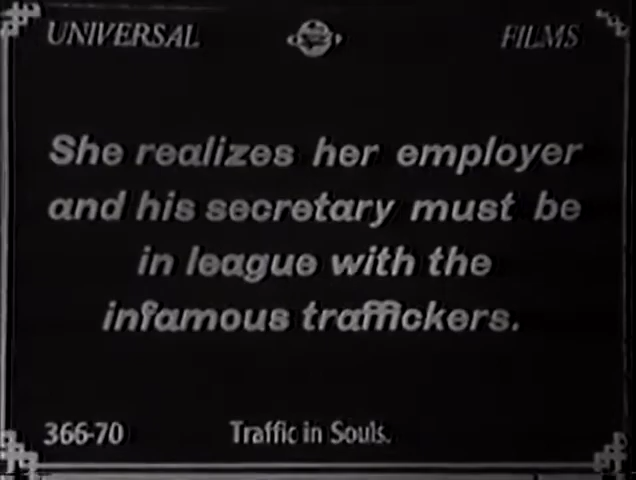 UNIVERSAL FILMS
She realizes her employer
and his secretary must be
in league with the
infamous traffickers.
366-70 Traffic in Souls.